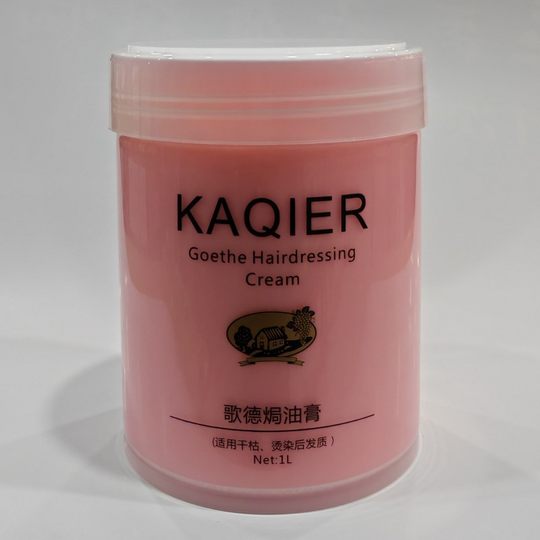 KAQIER
Goethe Hairdressing
Cream
歌德焗油膏
(适用干枯、烫染后发质)
Net:1L